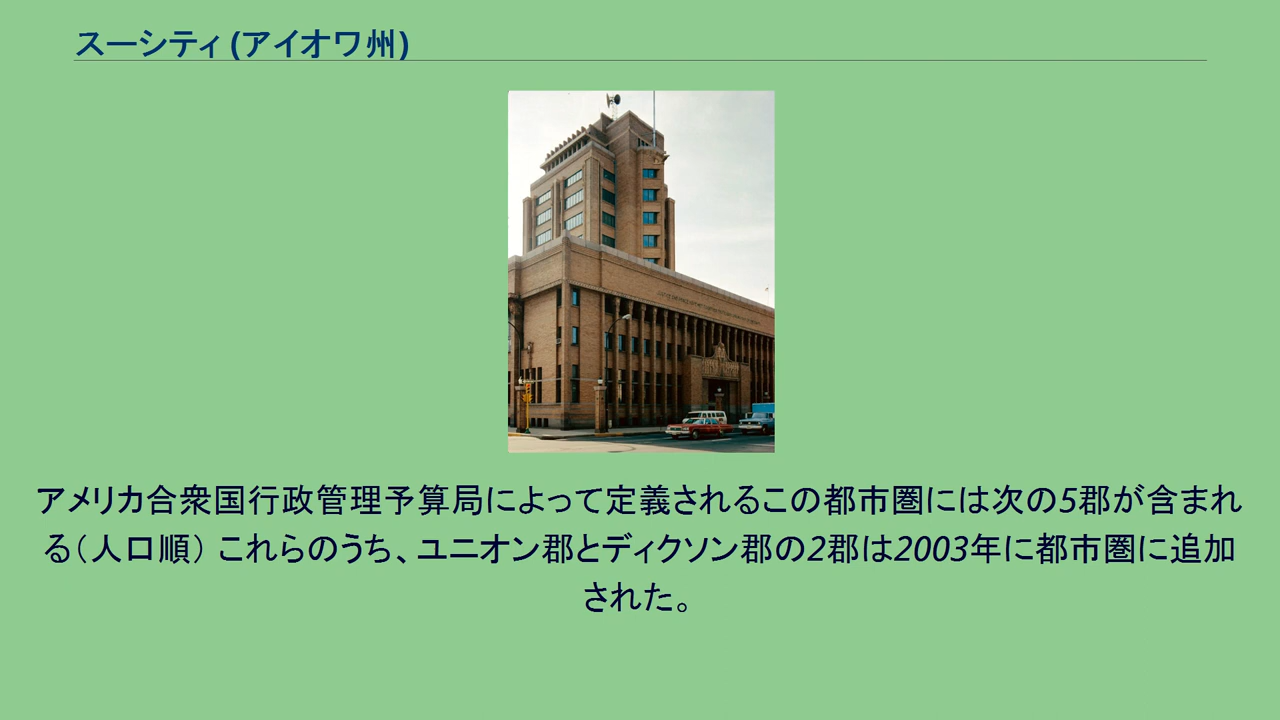 スーシティ (アイオワ州)
アメリカ合衆国行政管理予算局によって定義されるこの都市圏には次の5郡が含まれ
る（人口順） これらのうち、ユニオン郡とディクソン郡の2郡は2003年に都市圏に追加
された。